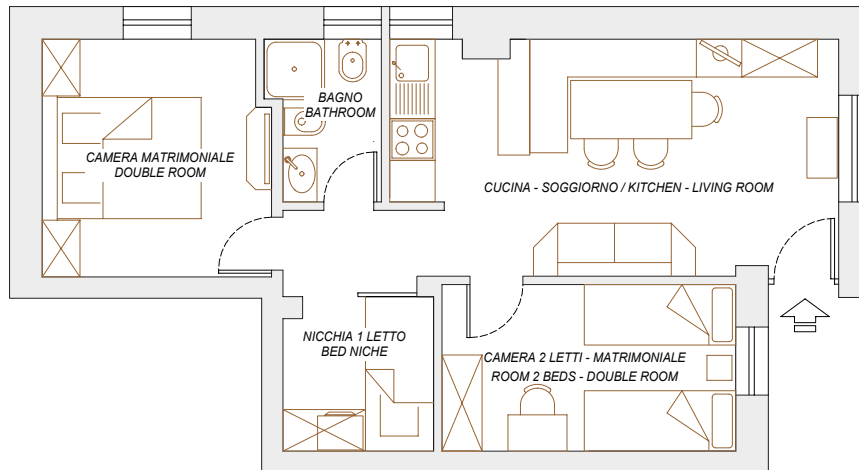 BAGNO
BATHROOM
CAMERA MATRIMONIALE
DOUBLE ROOM
CUCINA - SOGGIORNO / KITCHEN - LIVING ROOM
NICCHIA 1 LETTO
BED NICHE
CAMERA 2 LETTI - MATRIMONIALE
ROOM 2 BEDS - DOUBLE ROOM